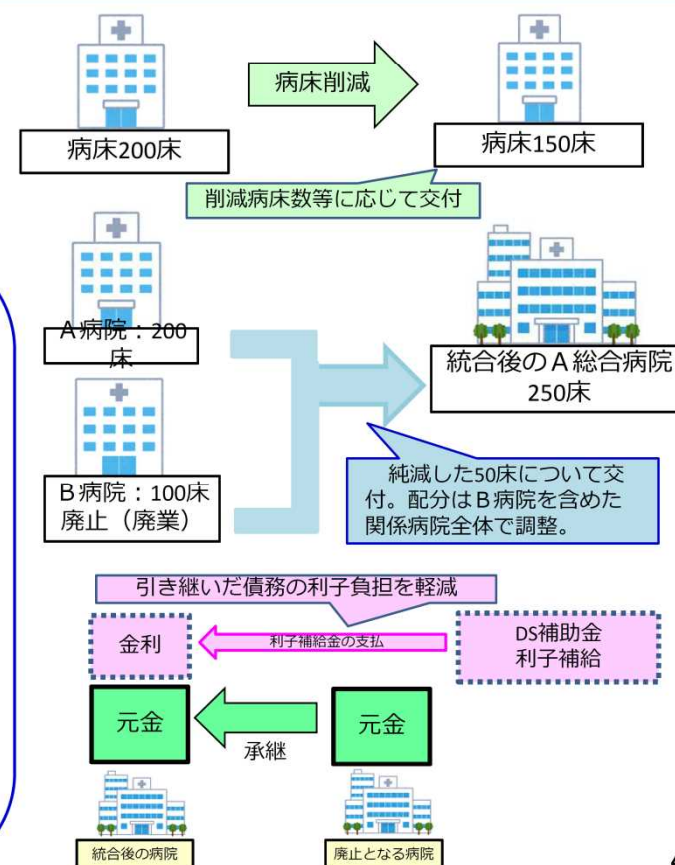 病床削減
病床200床
病床150床
削減病床数等に応じて交付
A病院：200
床
B病院：100床
廃止（廃業）
統合後のA総合病院
250床
純減した50床について交
付。配分はB病院を含めた
関係病院全体で調整。
引き継いだ債務の利子負担を軽減
金利
利子補給金の支払
DS補助金
利子補給
元金
承継
元金
統合後の病院
廃止となる病院